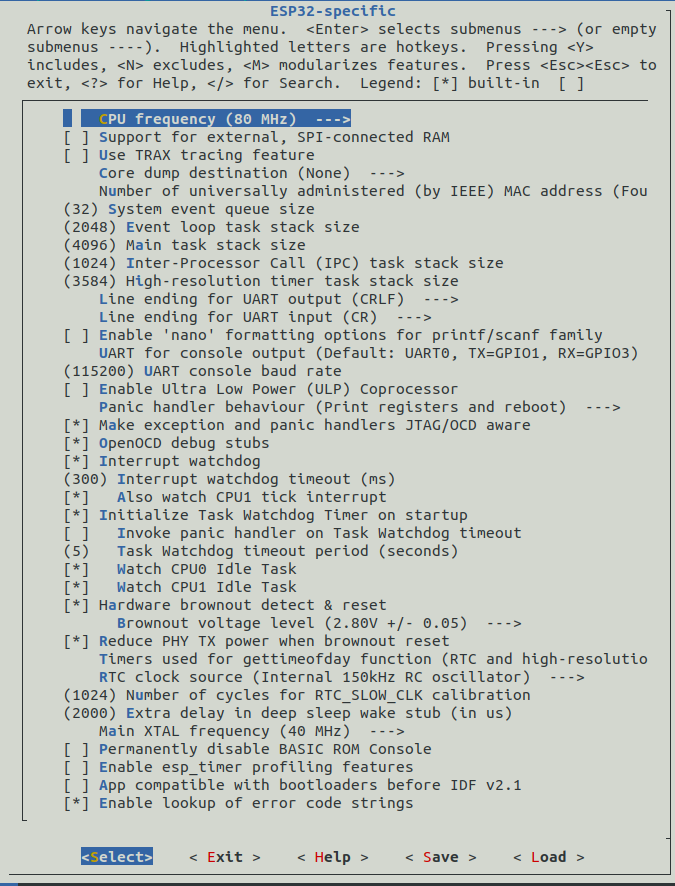 ESP32-specific
Arrow keys navigate the menu.  <Enter> selects submenus ---> (or empty
submenus ----).  Highlighted letters are hotkeys.  Pressing <Y>
includes, <N> excludes, <M> modularizes features.  Press <Esc><Esc> to
exit, <?> for Help, </> for Search.  Legend: [*] built-in  [ ]
CPU frequency (80 MHz)  --->
[ ] Support for external, SPI-connected RAM
[ ] Use TRAX tracing feature
Core dump destination (None)  --->
Number of universally administered (by IEEE) MAC address (Fou
(32) System event queue size
(2048) Event loop task stack size
(4096) Main task stack size
(1024) Inter-Processor Call (IPC) task stack size
(3584) High-resolution timer task stack size
Line ending for UART output (CRLF)  --->
Line ending for UART input (CR)  --->
[ ] Enable 'nano' formatting options for printf/scanf family
UART for console output (Default: UART0, TX=GPIO1, RX=GPIO3)
(115200) UART console baud rate
[ ] Enable Ultra Low Power (ULP) Coprocessor
Panic handler behaviour (Print registers and reboot)  --->
[*] Make exception and panic handlers JTAG/OCD aware
[*] OpenOCD debug stubs
[*] Interrupt watchdog
(300) Interrupt watchdog timeout (ms)
[*]   Also watch CPU1 tick interrupt
[*] Initialize Task Watchdog Timer on startup
[ ]   Invoke panic handler on Task Watchdog timeout
(5)   Task Watchdog timeout period (seconds)
[*]   Watch CPU0 Idle Task
[*]   Watch CPU1 Idle Task
[*] Hardware brownout detect & reset
Brownout voltage level (2.80V +/- 0.05)  --->
[*] Reduce PHY TX power when brownout reset
Timers used for gettimeofday function (RTC and high-resolutio
RTC clock source (Internal 150kHz RC oscillator)  --->
(1024) Number of cycles for RTC_SLOW_CLK calibration
(2000) Extra delay in deep sleep wake stub (in us)
Main XTAL frequency (40 MHz)  --->
[ ] Permanently disable BASIC ROM Console
[ ] Enable esp_timer profiling features
[ ] App compatible with bootloaders before IDF v2.1
[*] Enable lookup of error code strings
<Select>    < Exit >    < Help >    < Save >    < Load >